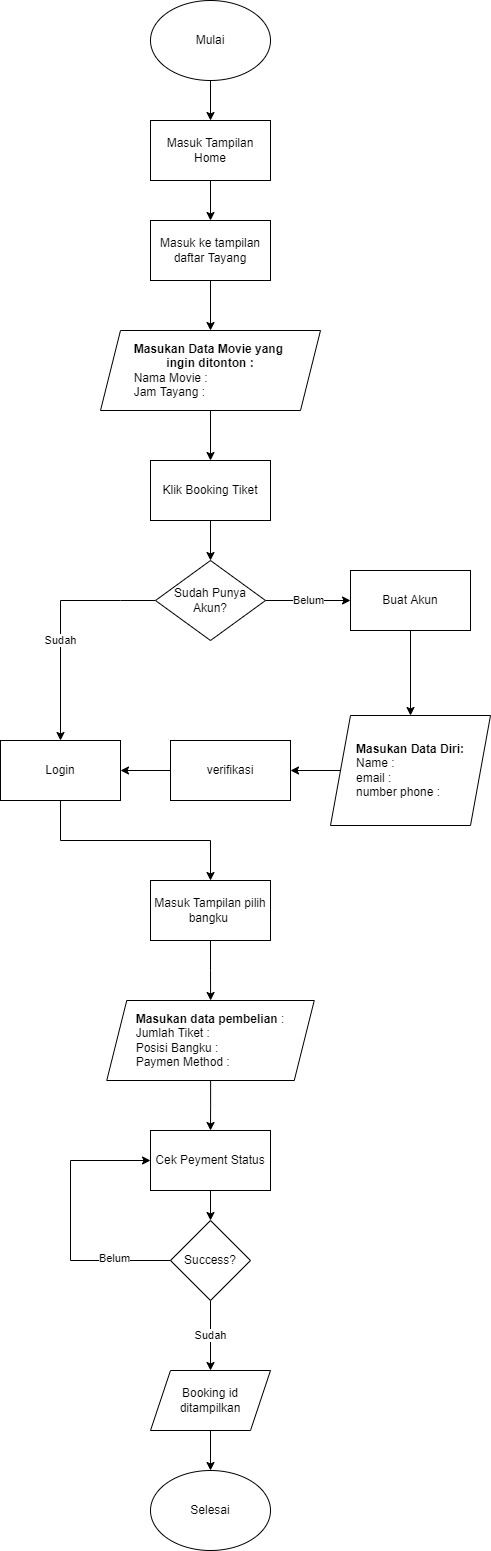 Mulai
Masuk Tampilan
Home
Masuk ke tampilan
daftar Tayang
Masukan Data Movie yang
ingin ditonton :
Nama Movie :
Jam Tayang :
Klik Booking Tiket
Sudah Punya
Akun?
Belum
Buat Akun
Sudah
Masukan Data Diri:
Name :
email :
number phone :
verifikasi
Login
Masuk Tampilan pilih
bangku
Masukan data pembelian :
Jumlah Tiket :
Posisi Bangku :
Paymen Method :
Cek Peyment Status
Success?
Belum
Sudah
Booking id
ditampilkan
Selesai